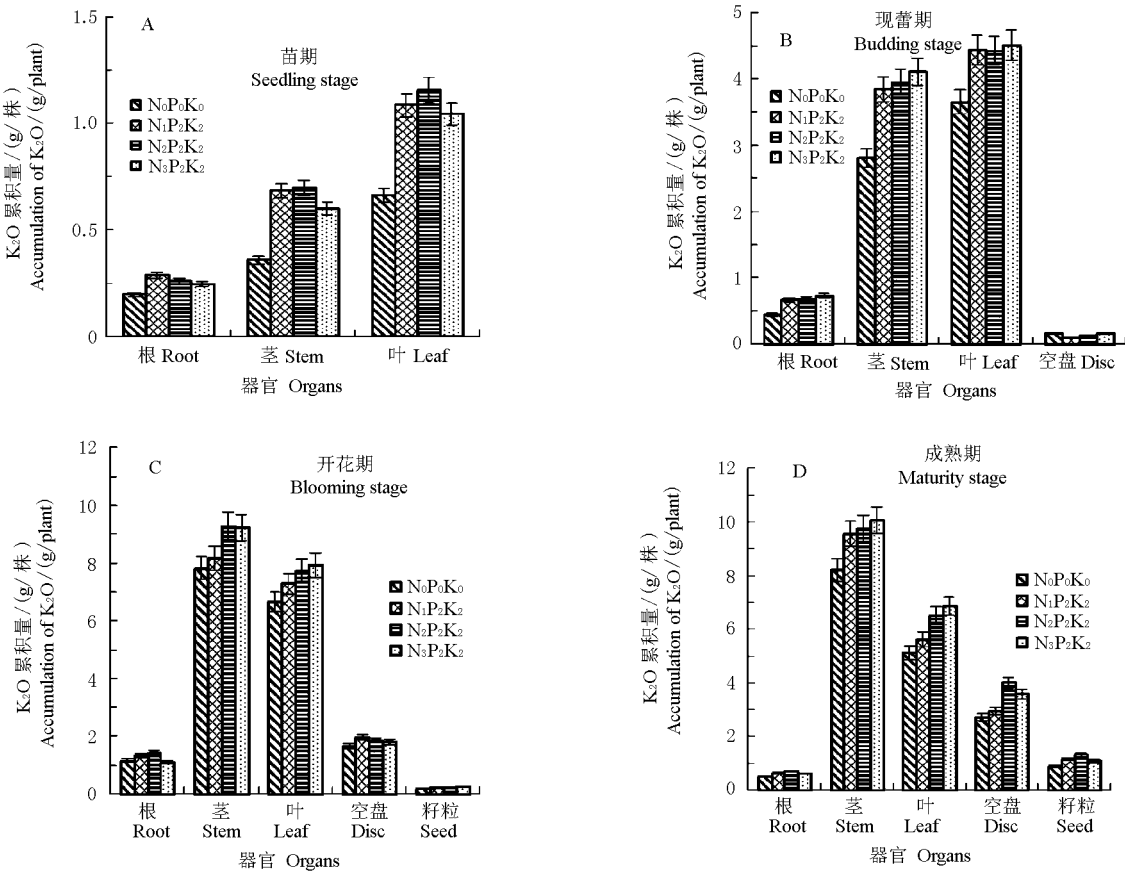 A
苗期
Seedling stage
K₂O 累积量/(g/株)
Accumulation of K₂O/(g/plant)
1.5
1.0
0.5
0
N₀P₀K₀
N₁P₂K₂
N₂P₂K₂
N₃P₂K₂
根 Root
茎 Stem
叶 Leaf
器官 Organs
B
现蕾期
Budding stage
K₂O 累积量/(g/株)
Accumulation of K₂O/(g/plant)
5
4
3
2
1
0
N₀P₀K₀
N₁P₂K₂
N₂P₂K₂
N₃P₂K₂
根 Root
茎 Stem
叶 Leaf
空盘 Disc
器官 Organs
C
开花期
Blooming stage
K₂O 累积量/(g/株)
Accumulation of K₂O/(g/plant)
12
10
8
6
4
2
0
N₀P₀K₀
N₁P₂K₂
N₂P₂K₂
N₃P₂K₂
根
Root
茎
Stem
叶
Leaf
空盘
Disc
籽粒
Seed
器官 Organs
D
成熟期
Maturity stage
K₂O 累积量/(g/株)
Accumulation of K₂O/(g/plant)
12
10
8
6
4
2
0
N₀P₀K₀
N₁P₂K₂
N₂P₂K₂
N₃P₂K₂
根
Root
茎
Stem
叶
Leaf
空盘
Disc
籽粒
Seed
器官 Organs